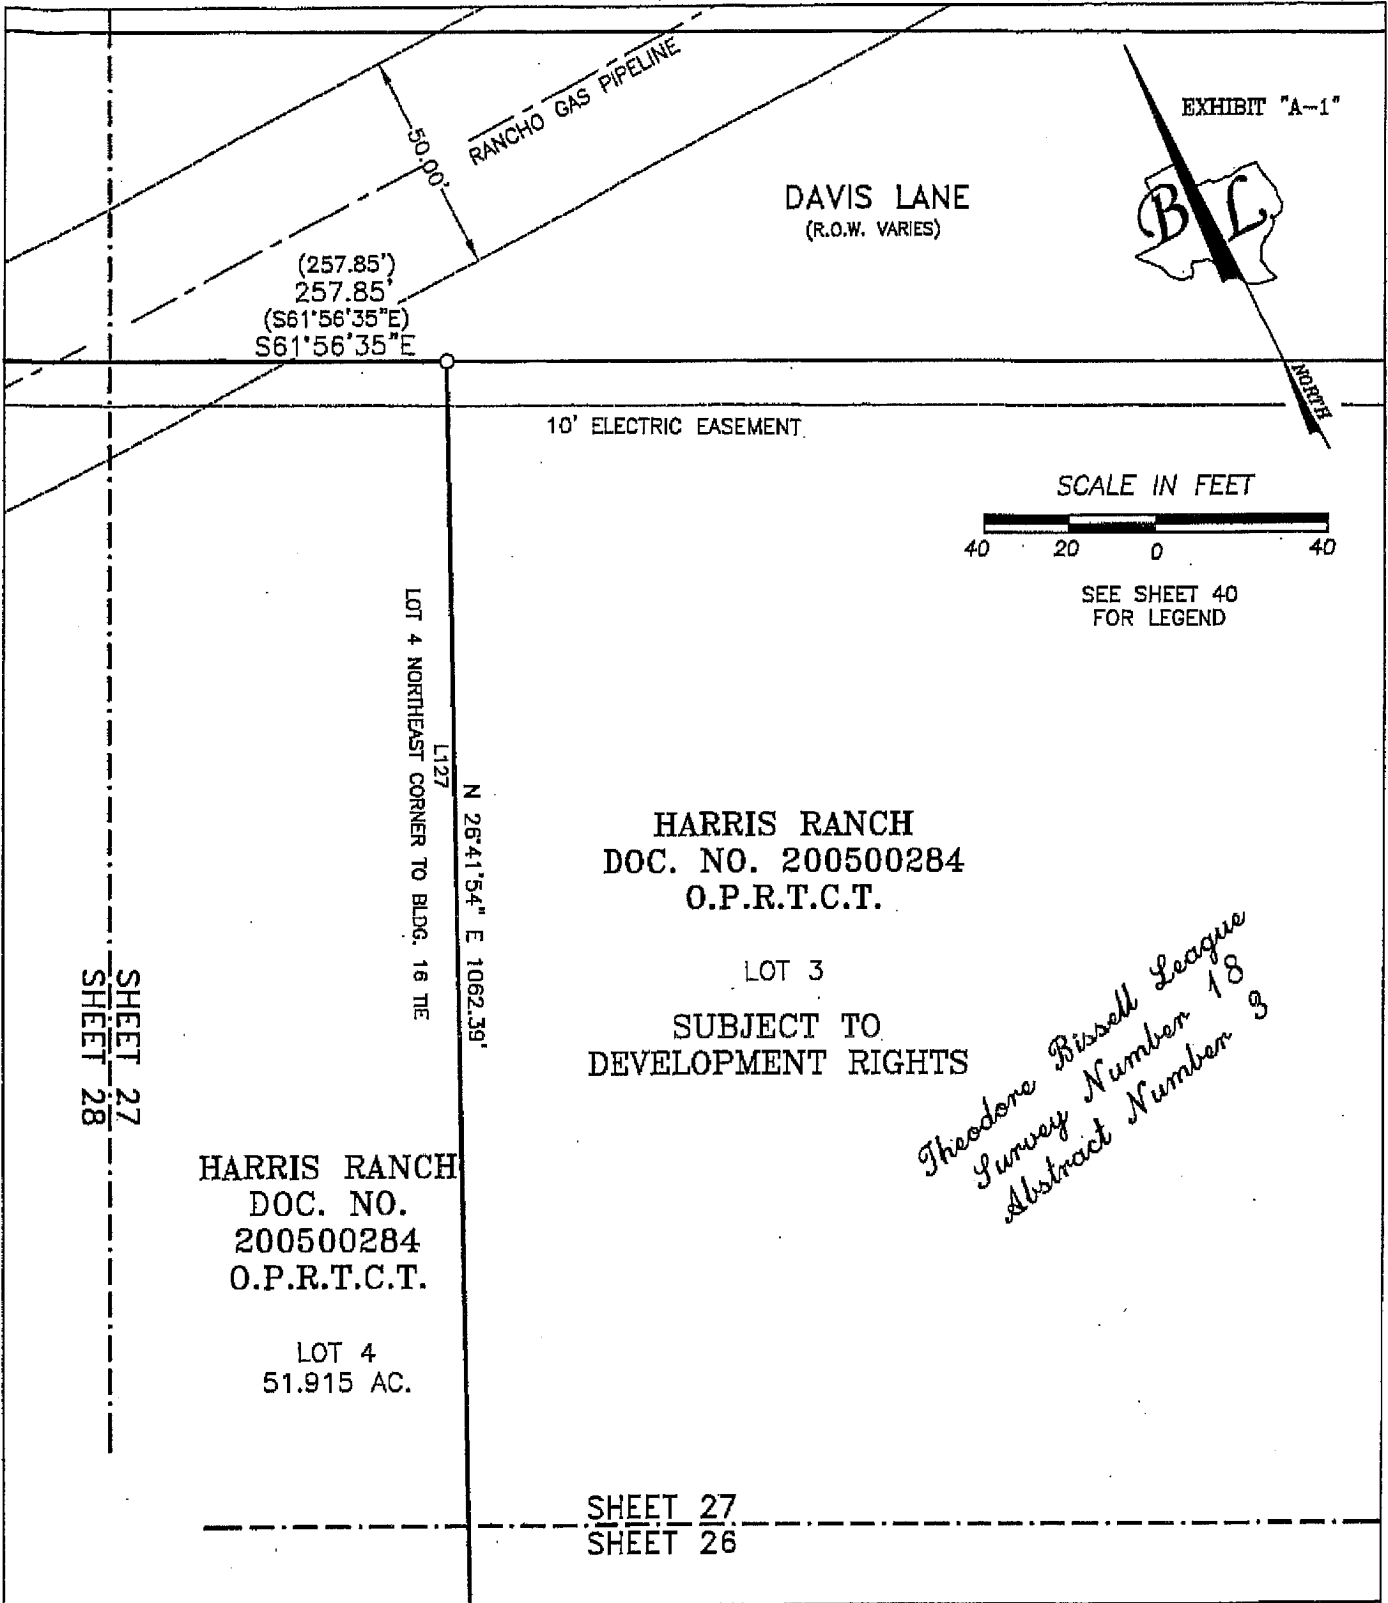 EXHIBIT "A-1"
RANCHO GAS PIPELINE
50.00'
DAVIS LANE
(R.O.W. VARIES)
B L
NORTH
(257.85')
257.85'
(S61°56'35"E)
S61°56'35"E
10' ELECTRIC EASEMENT
SCALE IN FEET
40 20 0 40
SEE SHEET 40
FOR LEGEND
LOT 4 NORTHEAST CORNER TO BLDG. 16 TIE
L127
N 26°41'54" E 1062.39'
HARRIS RANCH
DOC. NO. 200500284
O.P.R.T.C.T.
LOT 3
SUBJECT TO
DEVELOPMENT RIGHTS
Theodore Bissell League
Survey Number 18
Abstract Number 3
SHEET 27
SHEET 28
HARRIS RANCH
DOC. NO.
200500284
O.P.R.T.C.T.
LOT 4
51.915 AC.
SHEET 27
SHEET 26